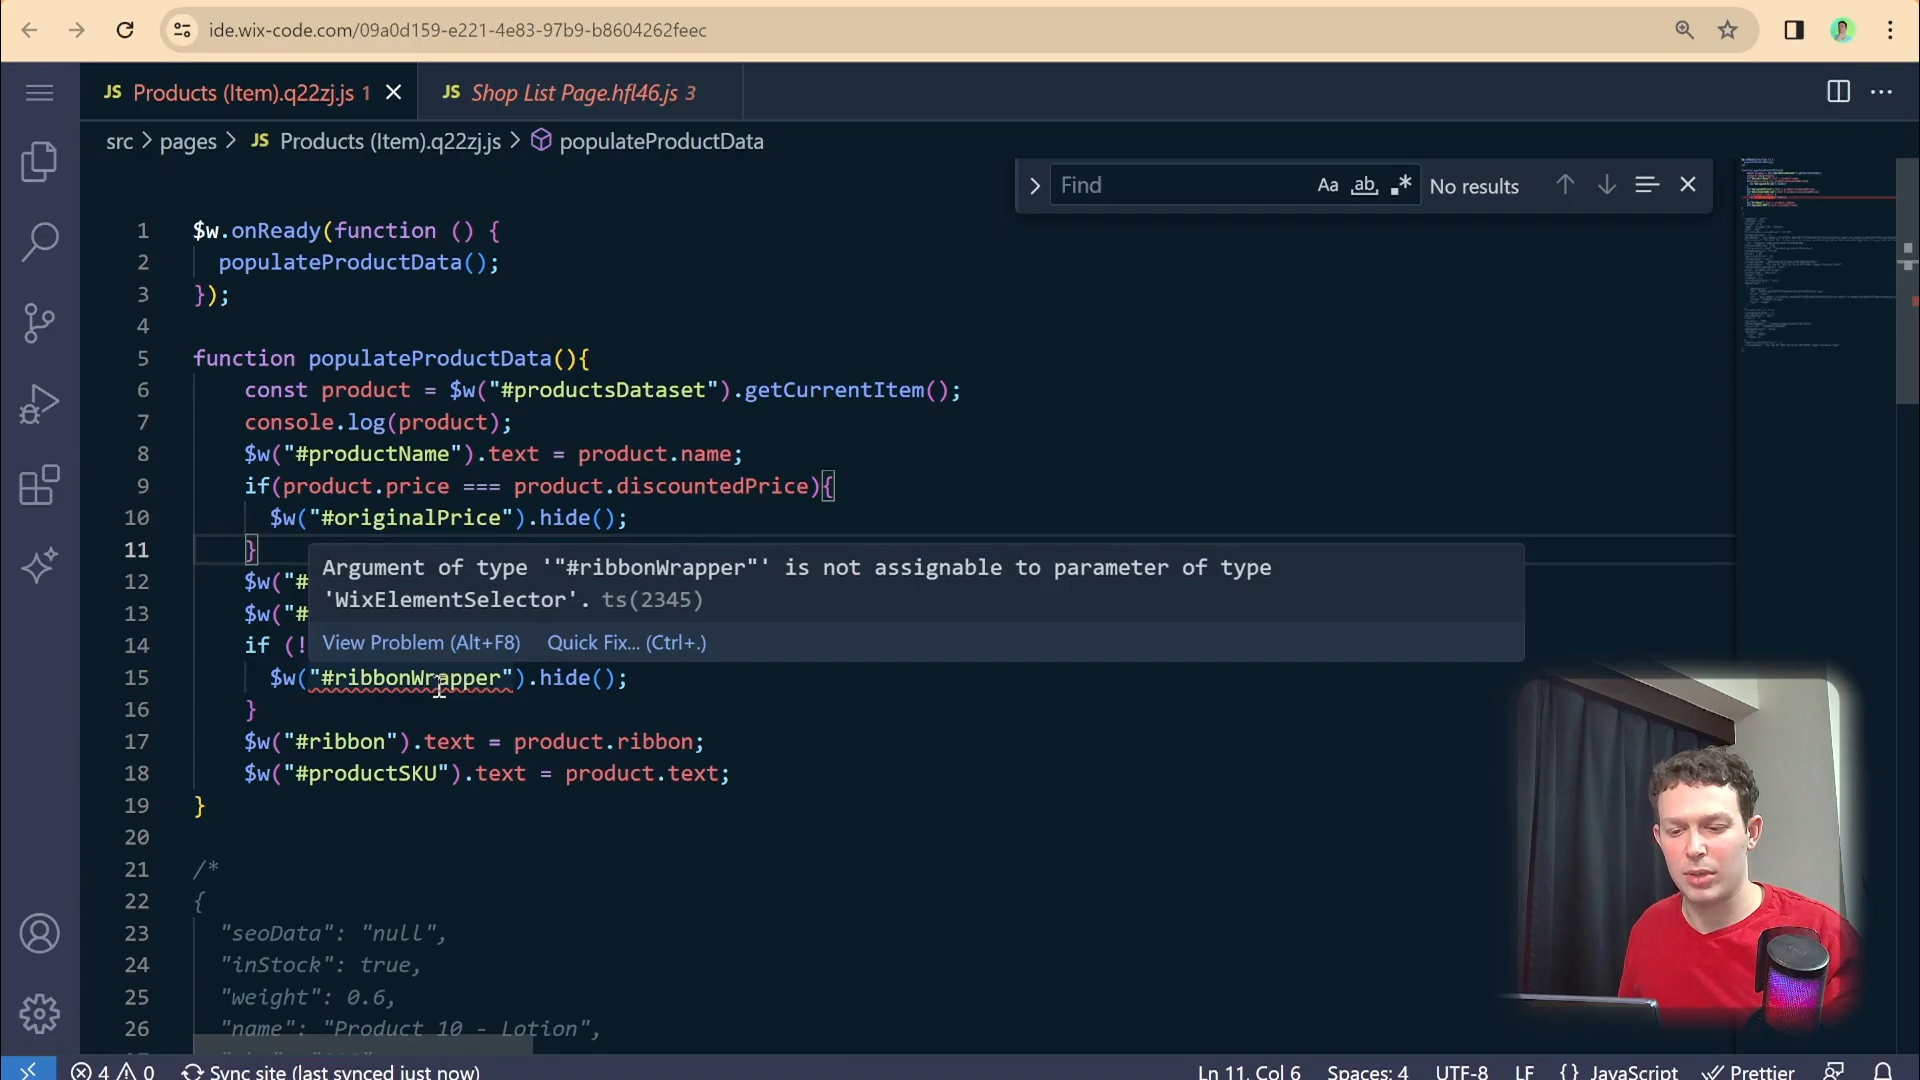 ide.wix-code.com/09a0d159-e221-4e83-97b9-b8604262feec
JS Products (Item).q22zj.js 1
JS Shop List Page.hfl46.js 3
src > pages > JS Products (Item).q22zj.js > populateProductData
Find
Aa ab .*
No results
1 $w.onReady(function () {
2 populateProductData();
3 });
4
5 function populateProductData(){
6 const product = $w("#productsDataset").getCurrentItem();
7 console.log(product);
8 $w("#productName").text = product.name;
9 if(product.price === product.discountedPrice){
10 $w("#originalPrice").hide();
11 }
Argument of type '"#ribbonWrapper"' is not assignable to parameter of type
12 $w("#
'WixElementSelector'. ts(2345)
13 $w("#
14 if (!
View Problem (Alt+F8) Quick Fix... (Ctrl+.)
15 $w("#ribbonWrapper").hide();
16 }
17 $w("#ribbon").text = product.ribbon;
18 $w("#productSKU").text = product.text;
19 }
20
21 /*
22 {
23 "seoData": "null",
24 "inStock": true,
25 "weight": 0.6,
26 "name": "Product 10 - Lotion",
4 0 Sync site (last synced just now)
Ln 11, Col 6 Spaces: 4 UTF-8 LF {} JavaScript Prettier